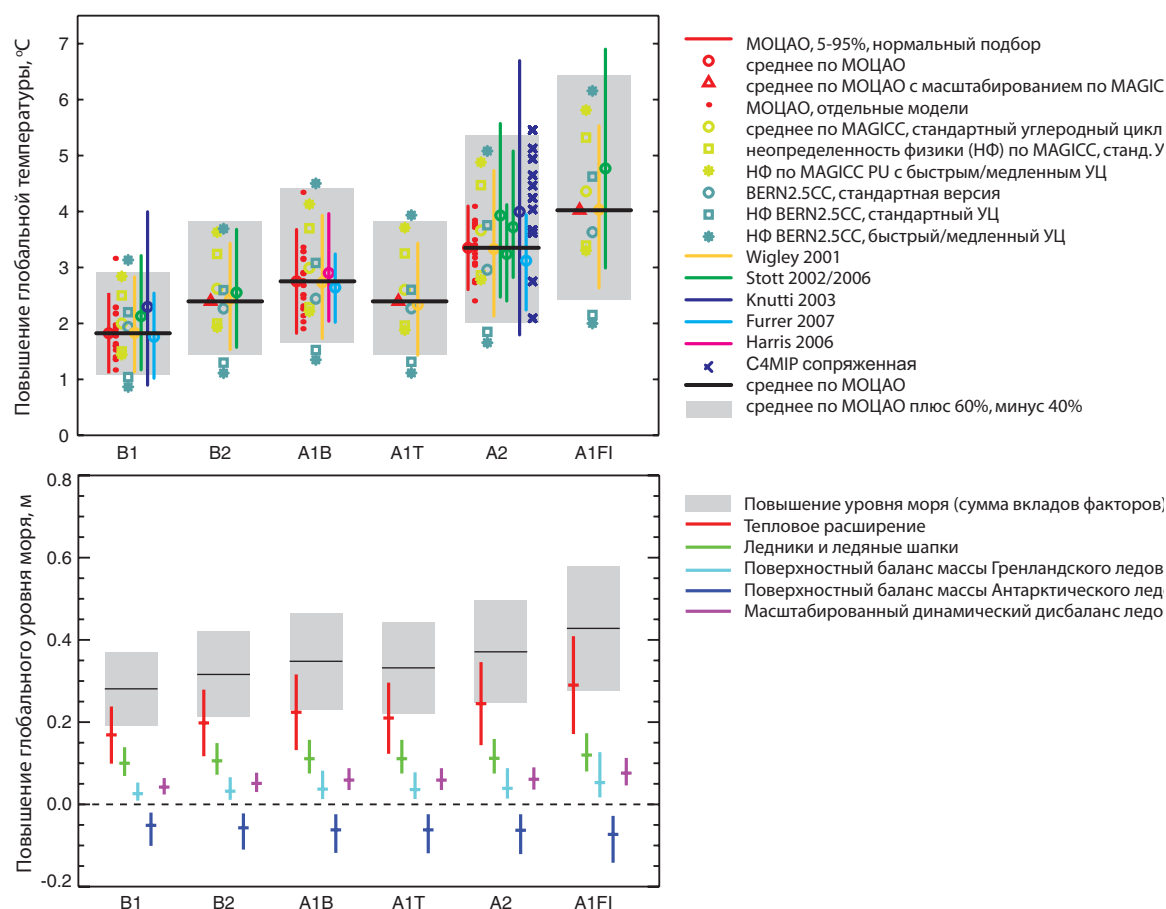 Повышение глобальной температуры, ºC
7
6
5
4
3
2
1
0
B1
B2
A1B
A1T
A2
A1FI
МОЦАО, 5-95%, нормальный подбор
среднее по МОЦАО
среднее по МОЦАО с масштабированием по MAGIC
МОЦАО, отдельные модели
среднее по MAGICC, стандартный углеродный цикл
неопределенность физики (НФ) по MAGICC, станд. У
НФ по MAGICC PU с быстрым/медленным УЦ
BERN2.5CC, стандартная версия
НФ BERN2.5CC, стандартный УЦ
НФ BERN2.5CC, быстрый/медленный УЦ
Wigley 2001
Stott 2002/2006
Knutti 2003
Furrer 2007
Harris 2006
C4MIP сопряженная
среднее по МОЦАО
среднее по МОЦАО плюс 60%, минус 40%
Повышение глобального уровня моря, м
0.8
0.6
0.4
0.2
0.0
-0.2
B1
B2
A1B
A1T
A2
A1FI
Повышение уровня моря (сумма вкладов факторов)
Тепловое расширение
Ледники и ледяные шапки
Поверхностный баланс массы Гренландского ледов
Поверхностный баланс массы Антарктического лед
Масштабированный динамический дисбаланс ледо